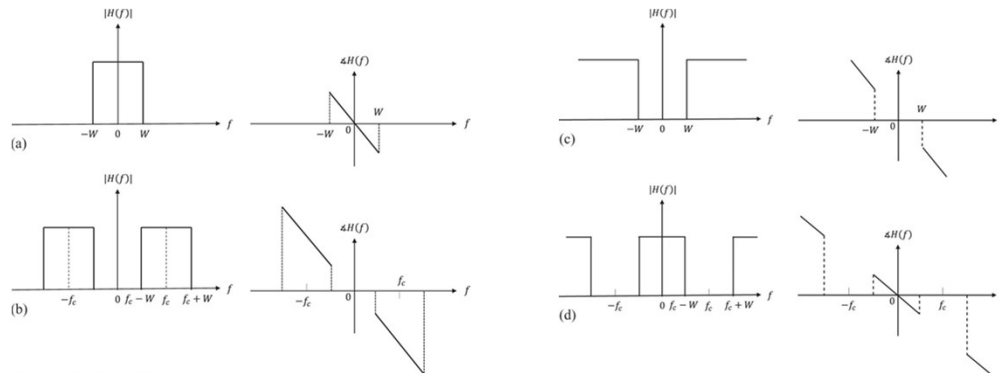 |H(f)|
∡H(f)
−W 0 W f
−W 0 W f
(a)
|H(f)|
∡H(f)
−W 0 W f
−W 0 W
(c)
|H(f)|
∡H(f)
−f_c 0 f_c − W f_c f_c + W f
−f_c 0 f_c f
(b)
|H(f)|
∡H(f)
−f_c 0 f_c − W f_c f_c + W f
−f_c 0 f_c
(d)